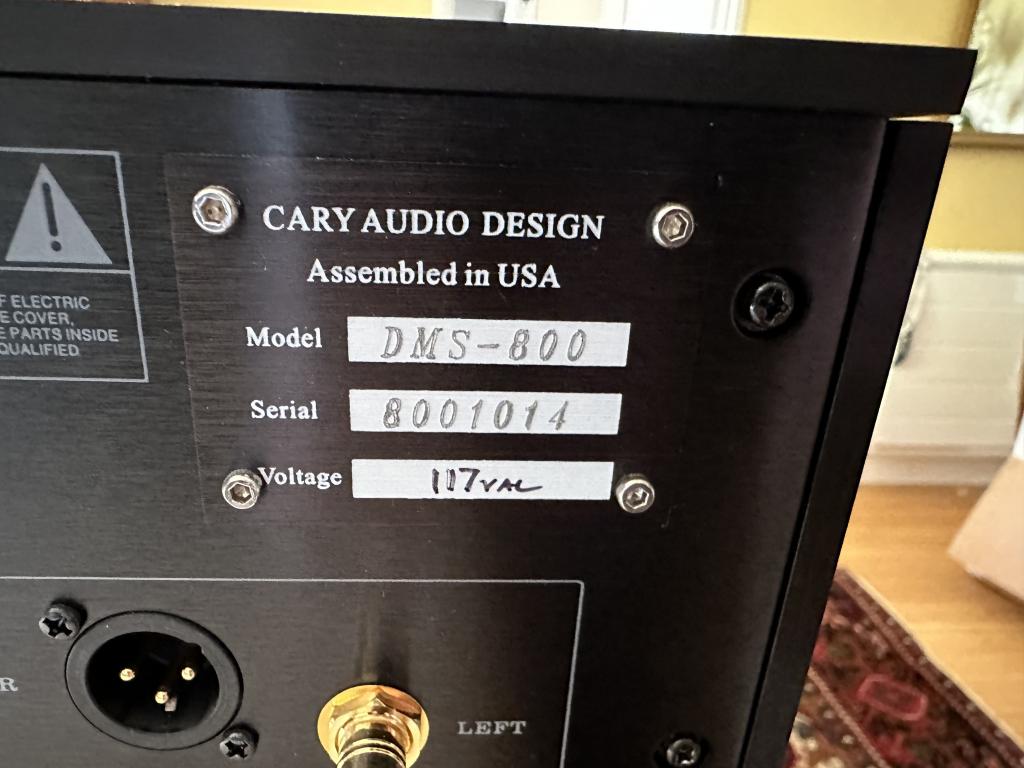 CARY AUDIO DESIGN
Assembled in USA
Model DMS-800
Serial 8001014
Voltage 117VAC
F ELECTRIC
E COVER,
E PARTS INSIDE
QUALIFIED
R
LEFT